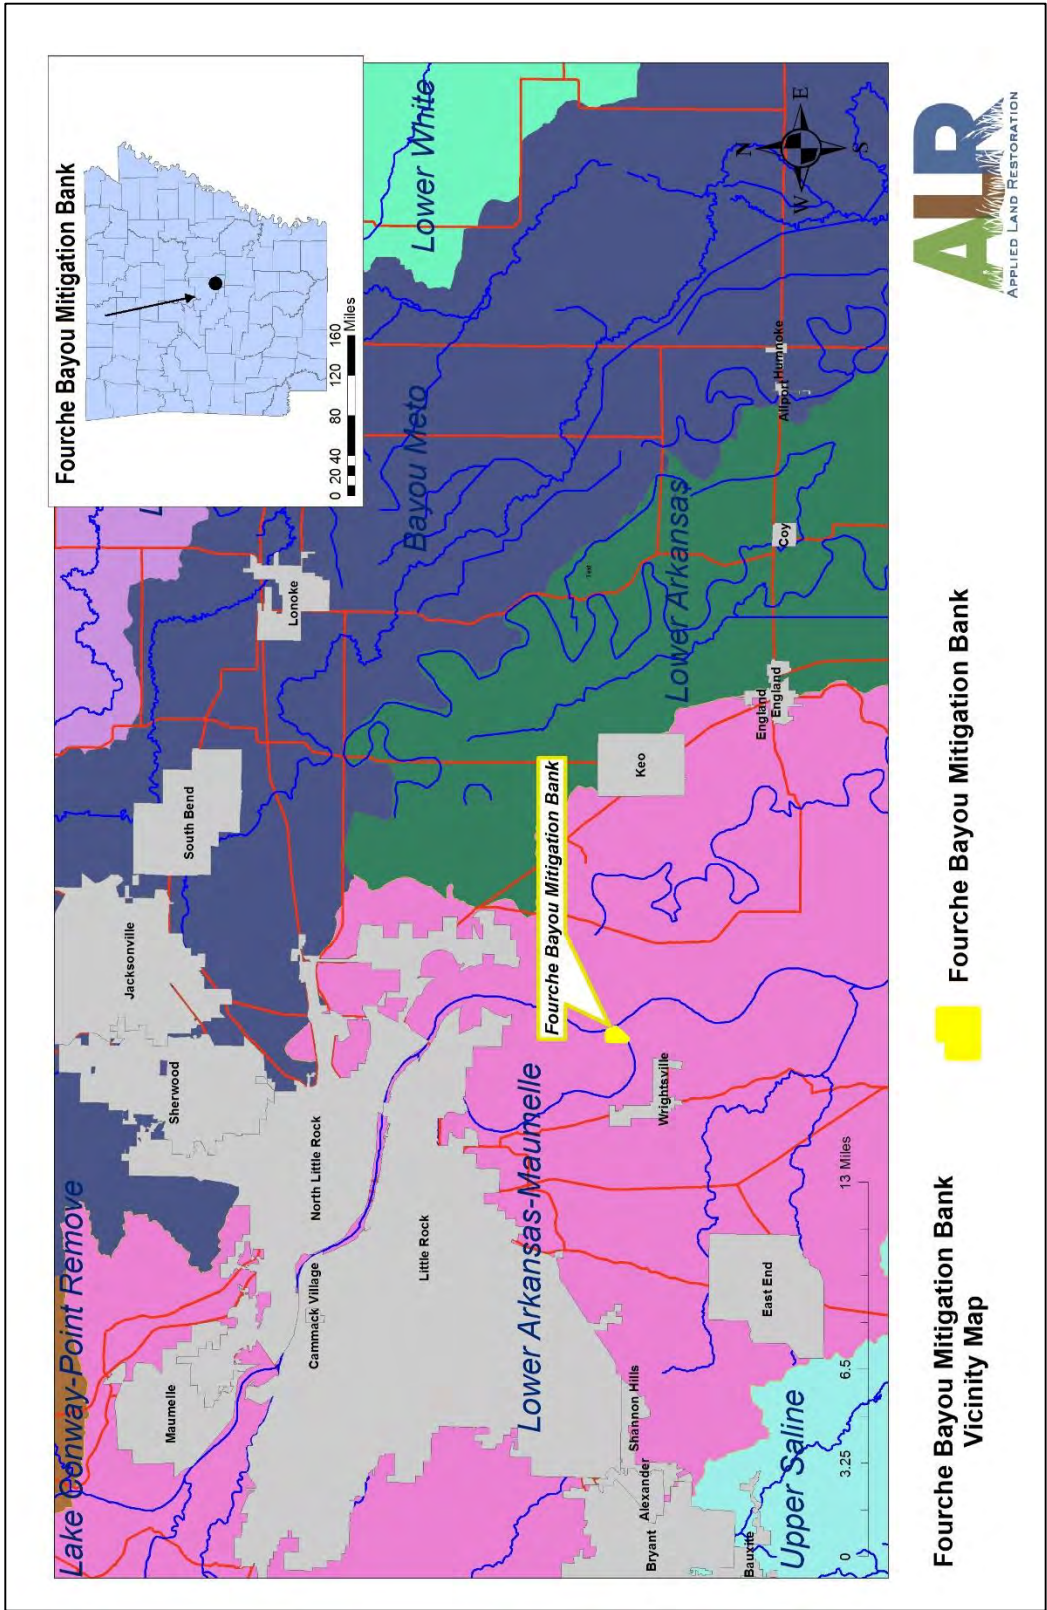 Fourche Bayou Mitigation Bank
0 20 40 80 120 160
Miles
Lake Conway-Point Remove
L
Lower White
Bayou Meto
Lower Arkansas
Lower Arkansas-Maumelle
Upper Saline
Maumelle
Sherwood
Jacksonville
South Bend
Lonoke
Cammack Village
North Little Rock
Little Rock
Fourche Bayou Mitigation Bank
Keo
England
England
Coy
Allport
Humnoke
Wrightsville
East End
Shannon Hills
Alexander
Bryant
Bauxite
N
W
E
S
0 3.25 6.5 13 Miles
Fourche Bayou Mitigation Bank
Vicinity Map
Fourche Bayou Mitigation Bank
ALR
APPLIED LAND RESTORATION